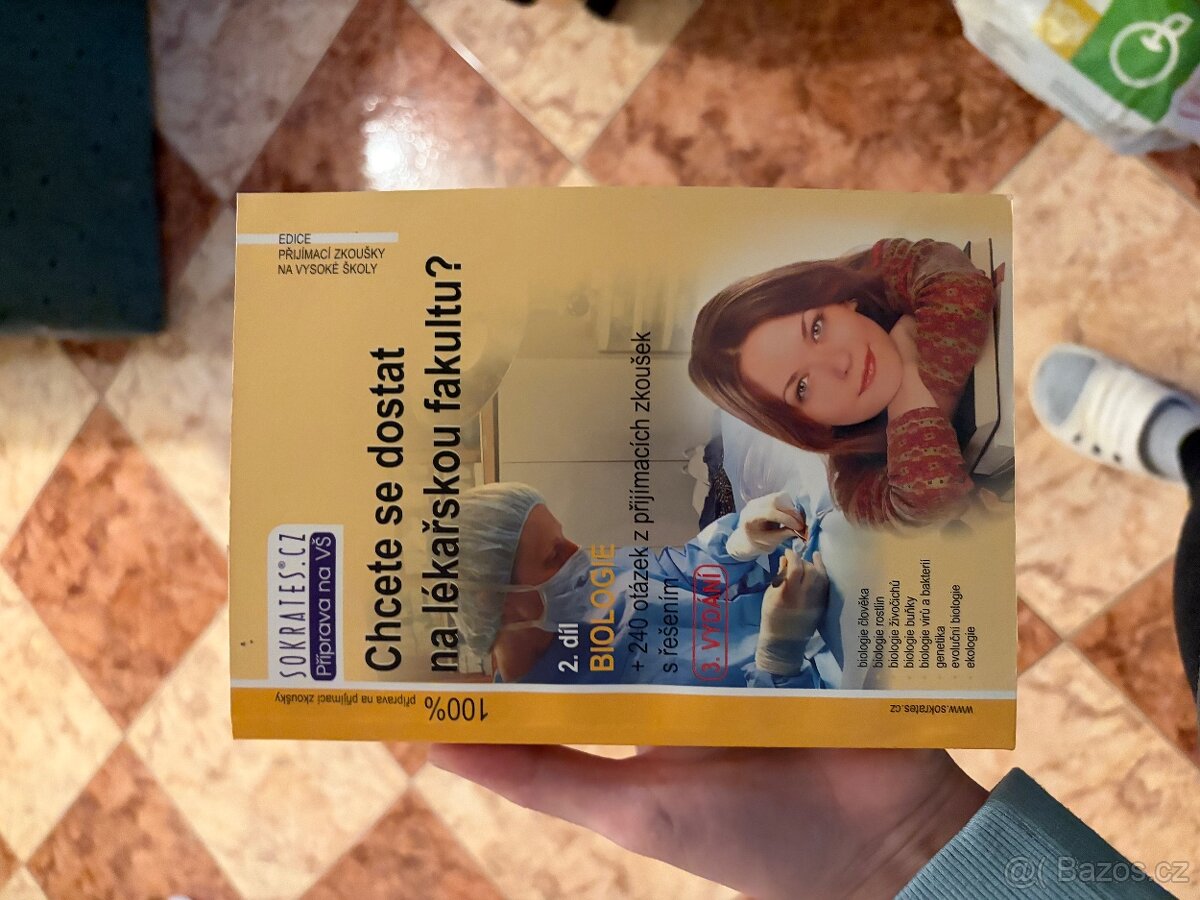 SOKRATES®.CZ
Příprava na VŠ
EDICE
PŘIJÍMACÍ ZKOUŠKY
NA VYSOKÉ ŠKOLY
Chcete se dostat
na lékařskou fakultu?
2. díl
BIOLOGIE
+ 240 otázek z přijímacích zkoušek
s řešením
3. VYDÁNÍ
biologie člověka
biologie rostlin
biologie živočichů
biologie buňky
biologie virů a bakterií
genetika
evoluční biologie
ekologie
100%
příprava na přijímací zkoušky
www.sokrates.cz
@( Bazos.cz